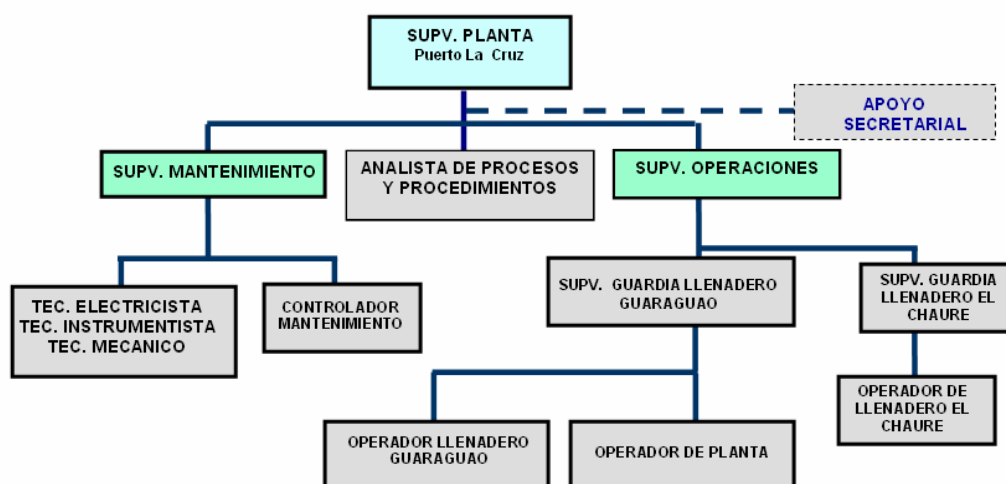 SUPV. PLANTA
Puerto La Cruz
APOYO
SECRETARIAL
SUPV. MANTENIMIENTO
ANALISTA DE PROCESOS
Y PROCEDIMIENTOS
SUPV. OPERACIONES
TEC. ELECTRICISTA
TEC. INSTRUMENTISTA
TEC. MECANICO
CONTROLADOR
MANTENIMIENTO
SUPV. GUARDIA LLENADERO
GUARAGUAO
SUPV. GUARDIA
LLENADERO EL
CHAURE
OPERADOR LLENADERO
GUARAGUAO
OPERADOR DE PLANTA
OPERADOR DE
LLENADERO EL
CHAURE